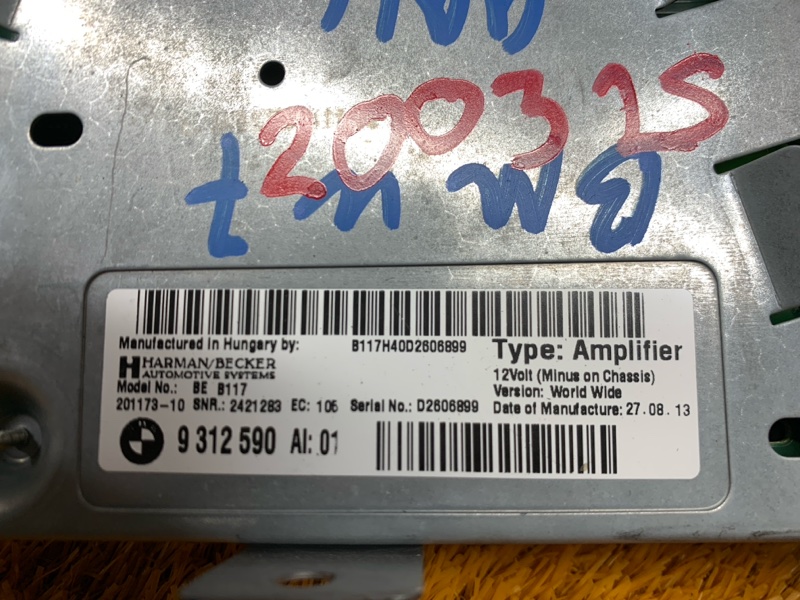 200325
Manufactured in Hungary by:
B117H40D2606899
HARMAN/BECKER
AUTOMOTIVE SYSTEMS
Type: Amplifier
12Volt (Minus on Chassis)
Model No.: BE B117
Version: World Wide
201173-10 SNR.: 2421283 EC: 106 Serial No.: D2606899
Date of Manufacture: 27.08.13
9 312 590 AI: 01